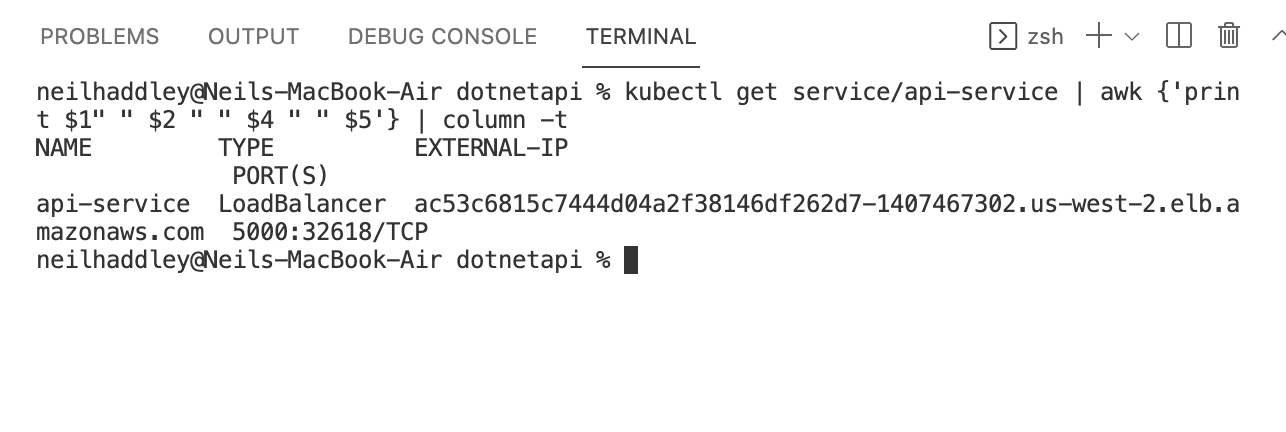 PROBLEMS OUTPUT DEBUG CONSOLE TERMINAL zsh
neilhaddley@Neils-MacBook-Air dotnetapi % kubectl get service/api-service | awk {'prin
t $1" " $2 " " $4 " " $5'} | column -t
NAME         TYPE          EXTERNAL-IP
              PORT(S)
api-service  LoadBalancer  ac53c6815c7444d04a2f38146df262d7-1407467302.us-west-2.elb.a
mazonaws.com  5000:32618/TCP
neilhaddley@Neils-MacBook-Air dotnetapi %